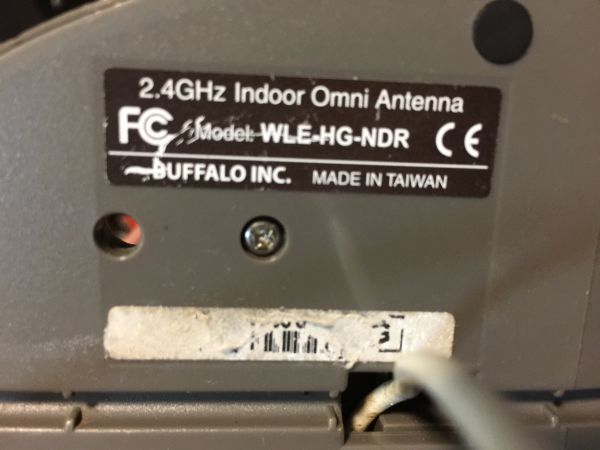 2.4GHz Indoor Omni Antenna
FC Model: WLE-HG-NDR CE
BUFFALO INC. MADE IN TAIWAN